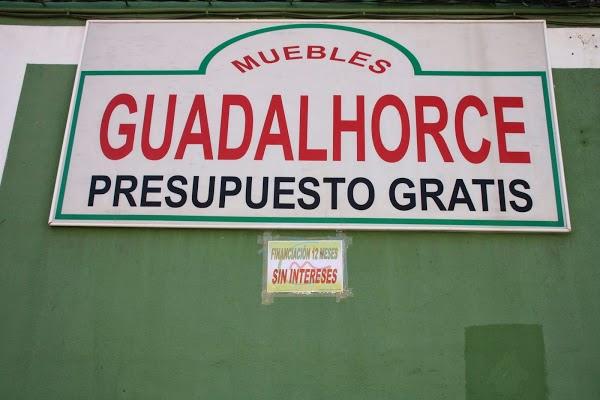 MUEBLES
GUADALHORCE
PRESUPUESTO GRATIS
FINANCIACIÓN 12 MESES
SIN INTERESES